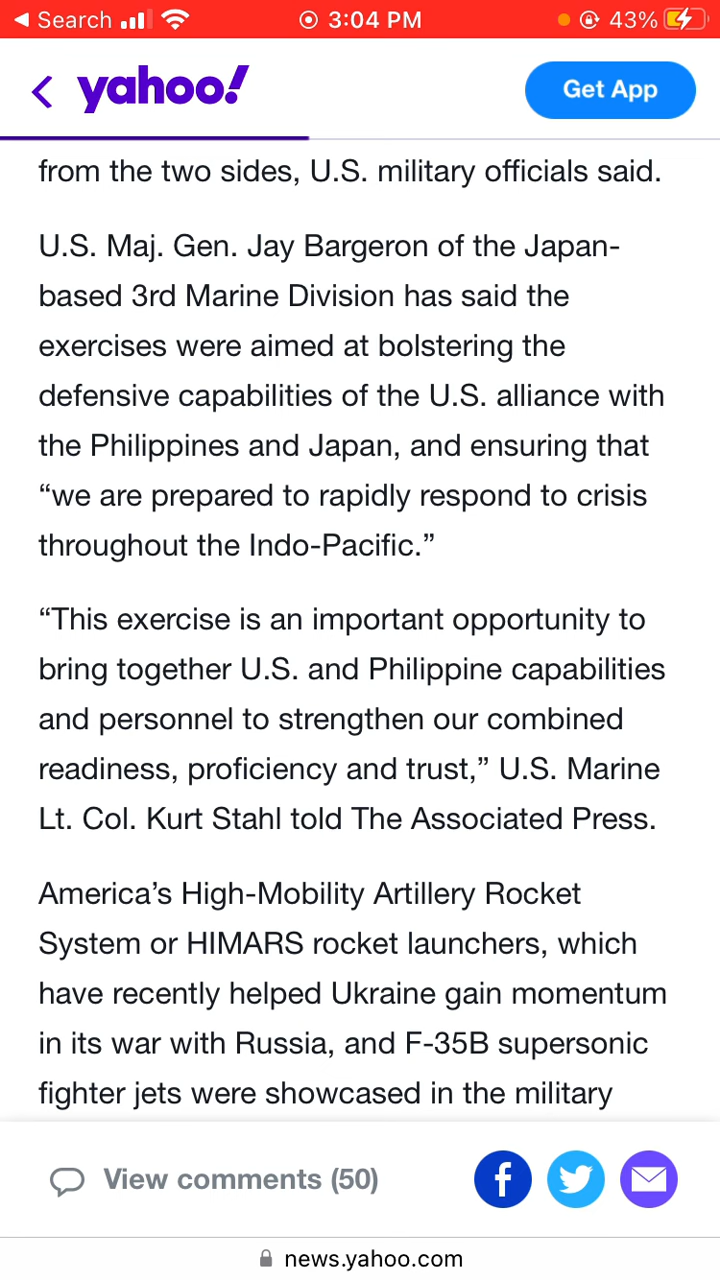 Search
3:04 PM
43%
yahoo!
Get App
from the two sides, U.S. military officials said.
U.S. Maj. Gen. Jay Bargeron of the Japan-
based 3rd Marine Division has said the
exercises were aimed at bolstering the
defensive capabilities of the U.S. alliance with
the Philippines and Japan, and ensuring that
“we are prepared to rapidly respond to crisis
throughout the Indo-Pacific.”
“This exercise is an important opportunity to
bring together U.S. and Philippine capabilities
and personnel to strengthen our combined
readiness, proficiency and trust,” U.S. Marine
Lt. Col. Kurt Stahl told The Associated Press.
America’s High-Mobility Artillery Rocket
System or HIMARS rocket launchers, which
have recently helped Ukraine gain momentum
in its war with Russia, and F-35B supersonic
fighter jets were showcased in the military
View comments (50)
news.yahoo.com